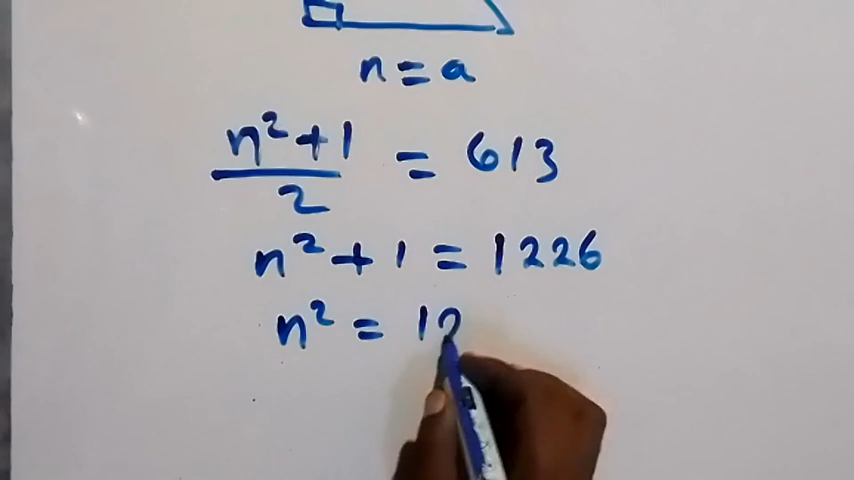 n = a
n² + 1 / 2 = 613
n² + 1 = 1226
n² = 12